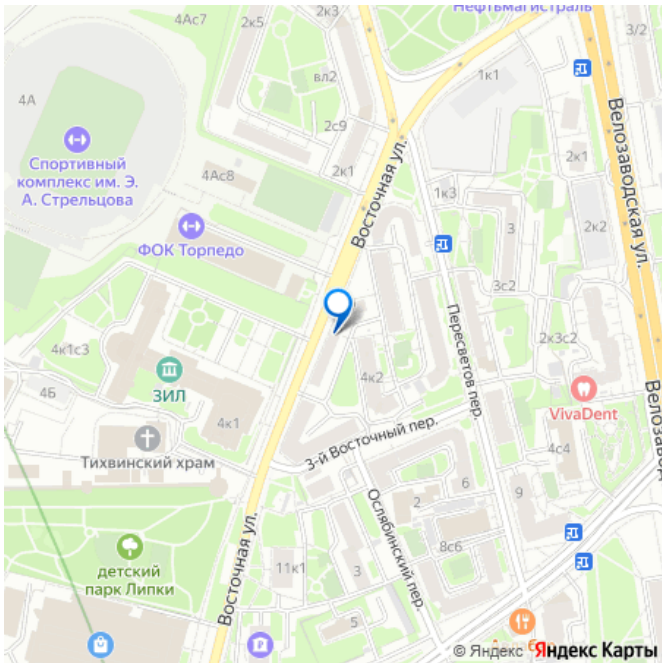 Нефтьмагистраль
4Ас7
2к3
2к2
3/2
2к5
вл2
1к1
4А
2с9
Велозаводская ул.
Спортивный
комплекс им. Э.
А. Стрельцова
4Ас8
2к1
Восточная ул.
2к1
1к3
2к2
3
ФОК Торпедо
3с2
Пересветов пер.
2к3с2
4к1с3
4к2
4Б
ЗИЛ
4к1
VivaDent
Велозавод
3-й Восточный пер.
Тихвинский храм
4с4
6
9
2
Ослябинский пер.
Восточная ул.
8с6
детский
парк Липки
11к1
3
5
© Яндекс Яндекс Карты